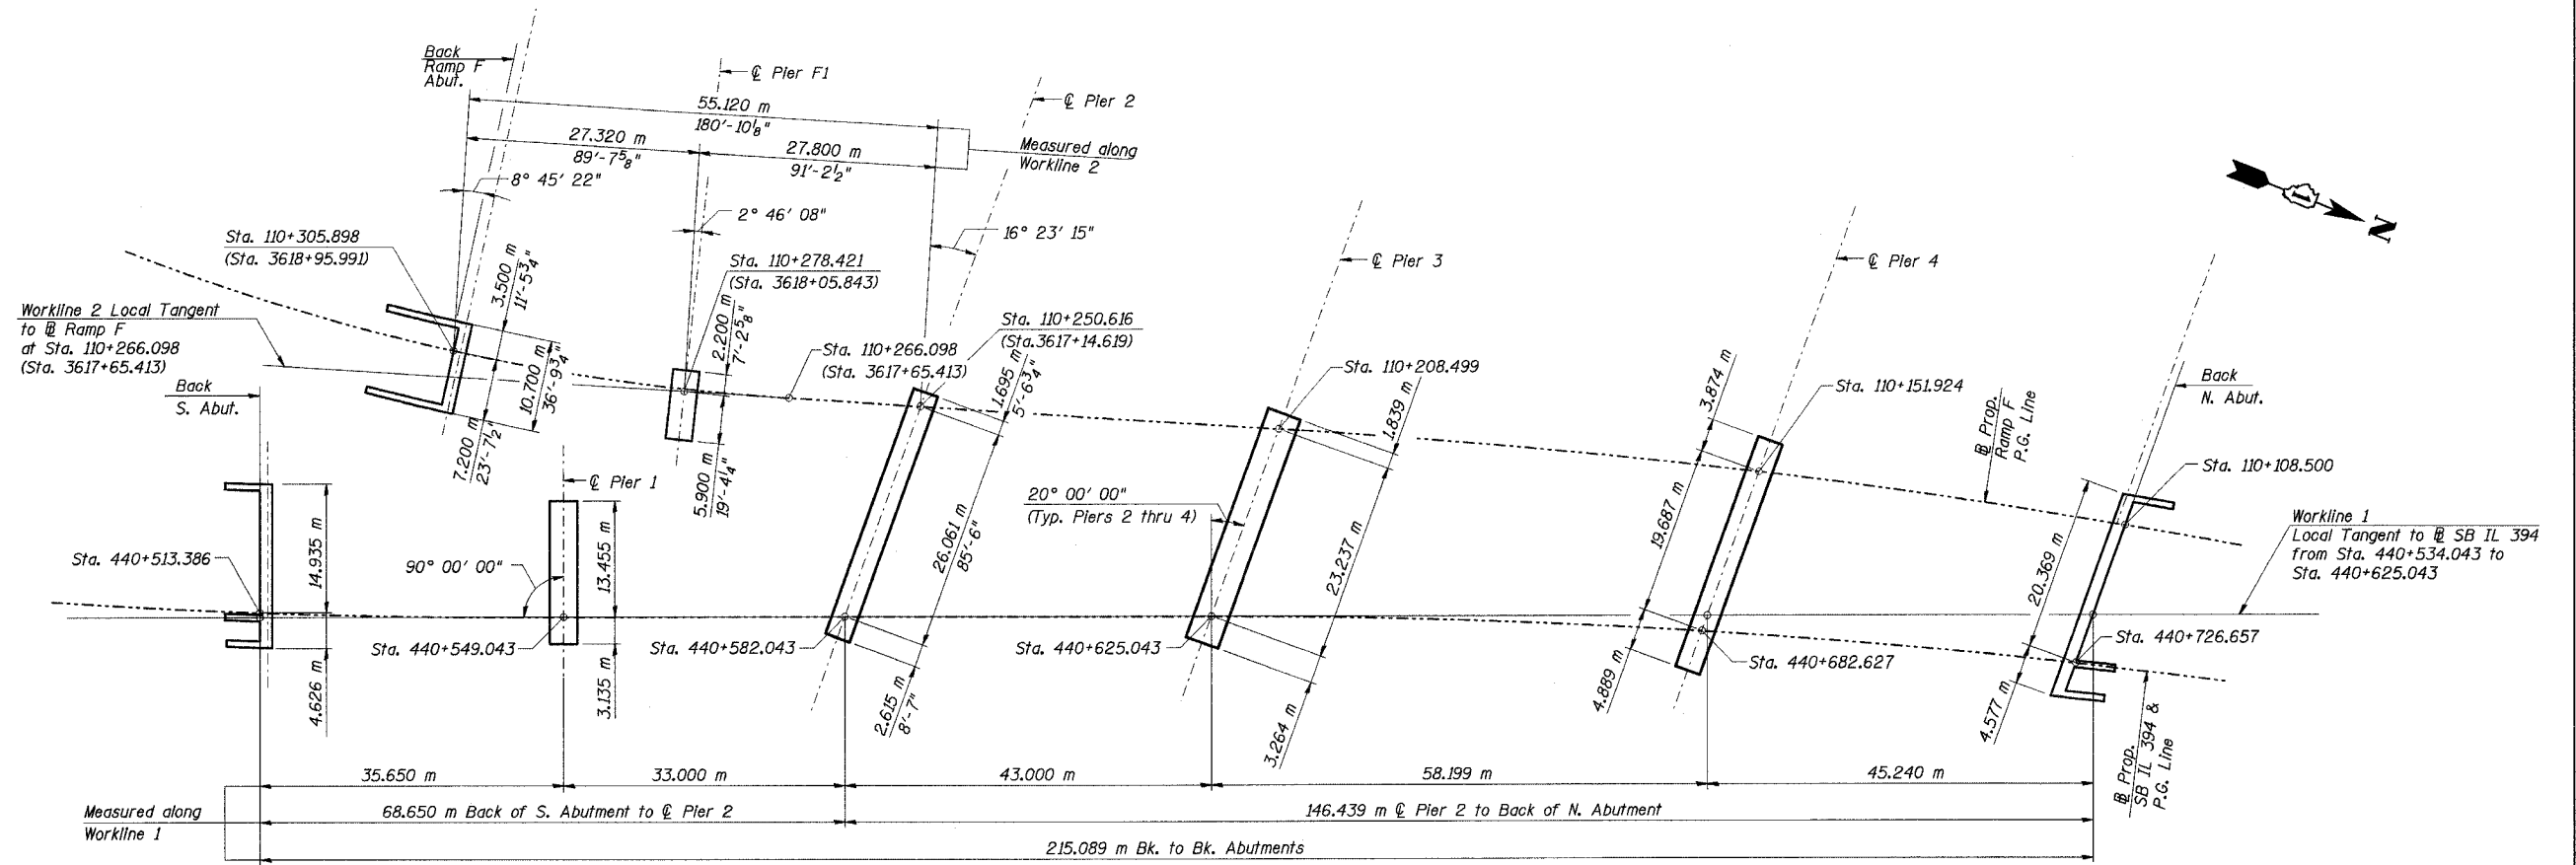 Back
Ramp F
Abut.
℄ Pier F1
55.120 m
180'-10⅛"
℄ Pier 2
27.320 m
89'-7⅝"
27.800 m
91'-2½"
Measured along
Workline 2
8° 45' 22"
2° 46' 08"
16° 23' 15"
N
Sta. 110+305.898
(Sta. 3618+95.991)
3.500 m
11'-5¾"
Sta. 110+278.421
(Sta. 3618+05.843)
℄ Pier 3
℄ Pier 4
Workline 2 Local Tangent
to ⅊ Ramp F
at Sta. 110+266.098
(Sta. 3617+65.413)
10.700 m
36'-9¾"
7.200 m
23'-7½"
2.200 m
7'-2⅝"
5.900 m
19'-4¼"
Sta. 110+266.098
(Sta. 3617+65.413)
Sta. 110+250.616
(Sta.3617+14.619)
1.695 m
5'-6¾"
Sta. 110+208.499
1.839 m
3.874 m
Sta. 110+151.924
Back
N. Abut.
Back
S. Abut.
℄ Pier 1
⅊ Prop.
Ramp F
P.G. Line
Sta. 110+108.500
Sta. 440+513.386
14.935 m
4.626 m
90° 00' 00"
13.455 m
3.135 m
26.061 m
85'-6"
2.615 m
8'-7"
20° 00' 00"
(Typ. Piers 2 thru 4)
23.237 m
3.264 m
19.687 m
4.889 m
20.369 m
4.577 m
Workline 1
Local Tangent to ⅊ SB IL 394
from Sta. 440+534.043 to
Sta. 440+625.043
Sta. 440+549.043
Sta. 440+582.043
Sta. 440+625.043
Sta. 440+682.627
Sta. 440+726.657
⅊ Prop.
SB IL 394 &
P.G. Line
35.650 m
33.000 m
43.000 m
58.199 m
45.240 m
Measured along
Workline 1
68.650 m Back of S. Abutment to ℄ Pier 2
146.439 m ℄ Pier 2 to Back of N. Abutment
215.089 m Bk. to Bk. Abutments